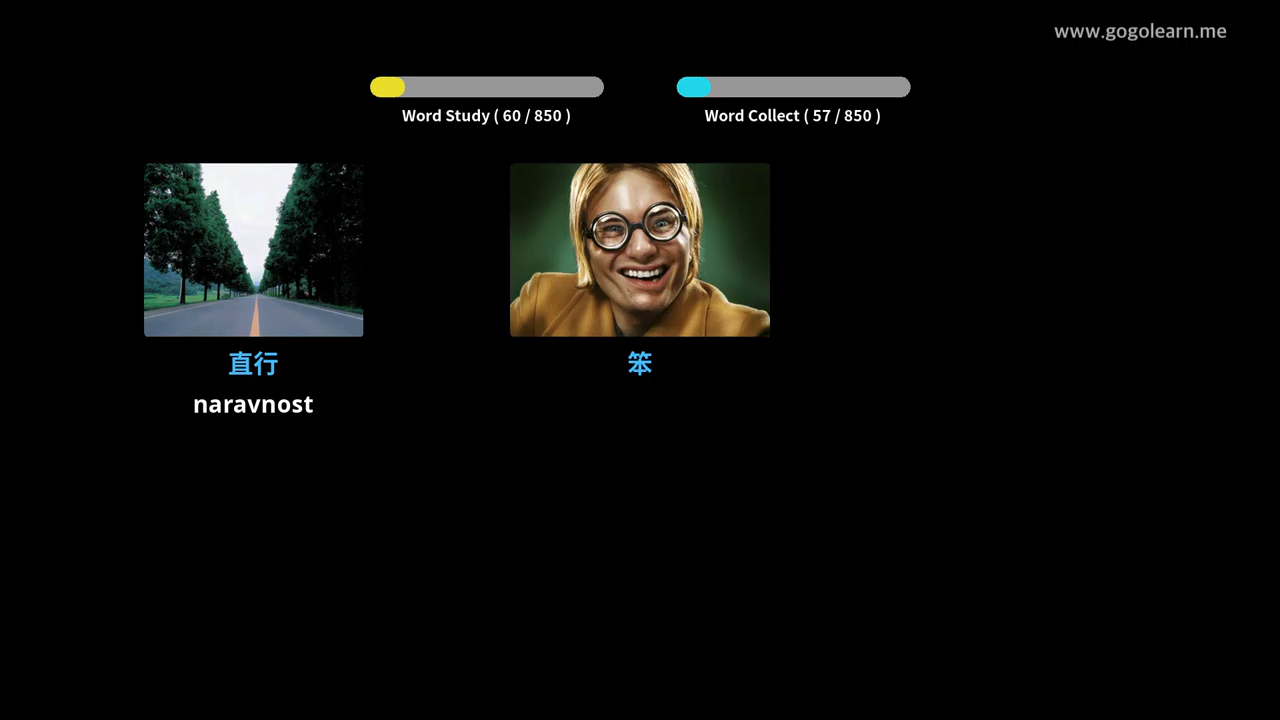 www.gogolearn.me
Word Study ( 60 / 850 )
Word Collect ( 57 / 850 )
直行
笨
naravnost